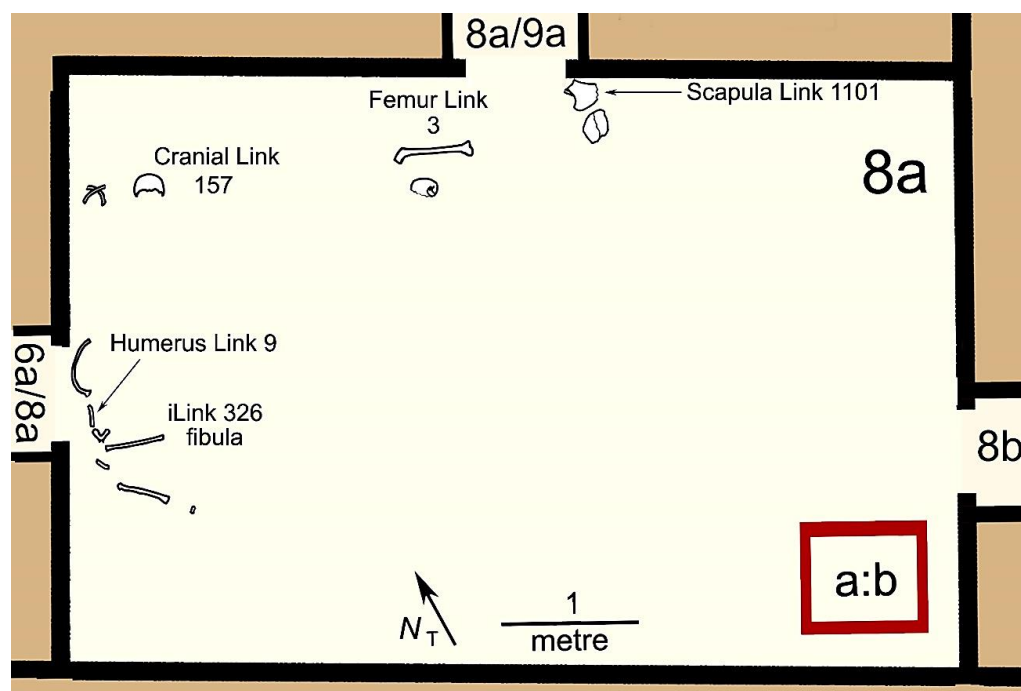 8a/9a
Femur Link
3
Scapula Link 1101
Cranial Link
157
8a
6a/8a
Humerus Link 9
iLink 326
fibula
8b
a:b
NT
1
metre